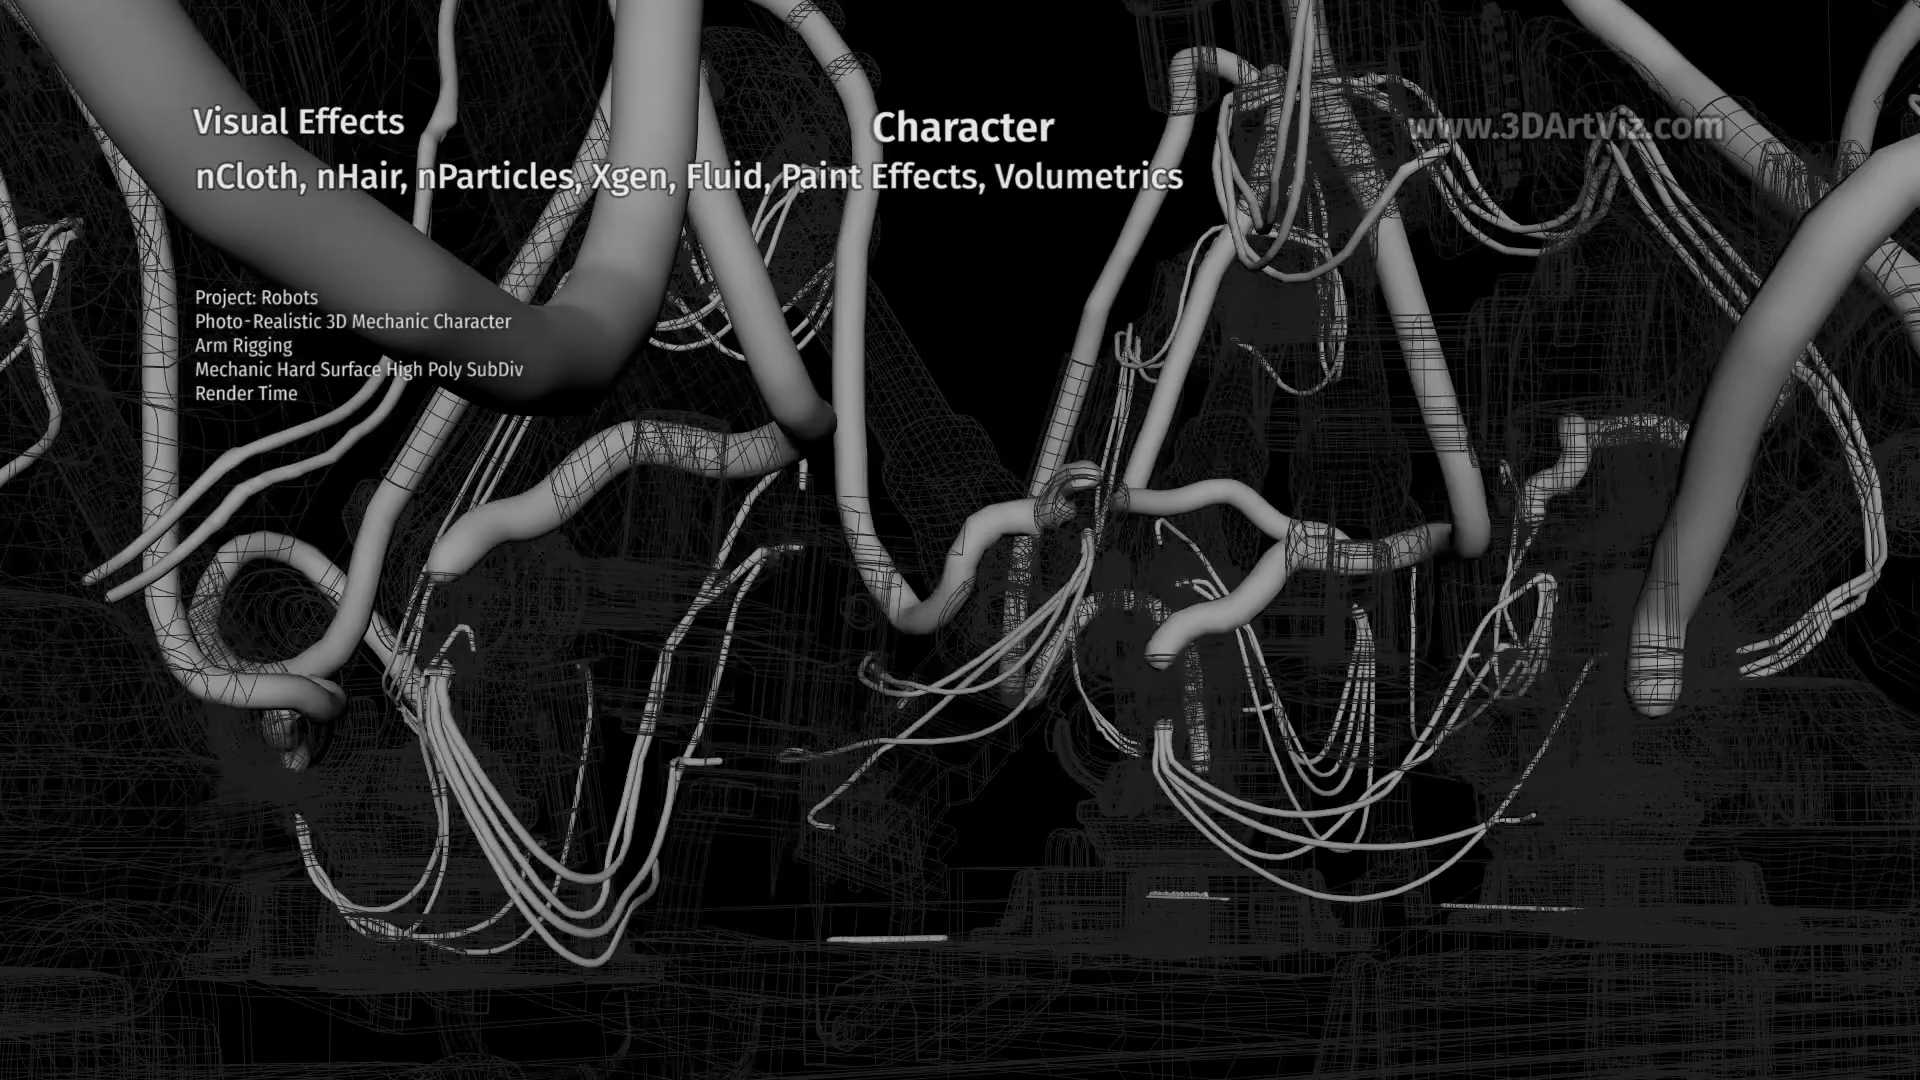 Visual Effects
Character
www.3DArtViz.com
nCloth, nHair, nParticles, Xgen, Fluid, Paint Effects, Volumetrics
Project: Robots
Photo-Realistic 3D Mechanic Character
Arm Rigging
Mechanic Hard Surface High Poly SubDiv
Render Time